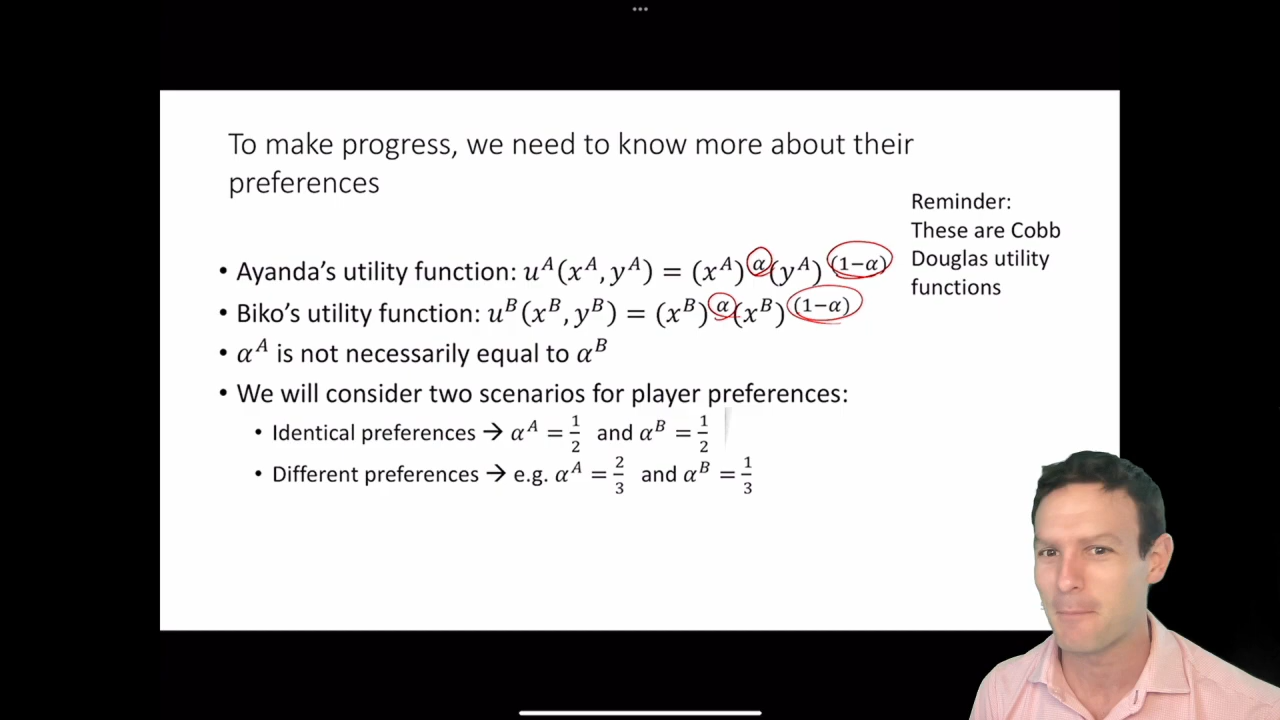 To make progress, we need to know more about their
preferences
Reminder:
These are Cobb
Douglas utility
functions
• Ayanda’s utility function: u^A(x^A, y^A) = (x^A)^α(y^A)^(1−α)
• Biko’s utility function: u^B(x^B, y^B) = (x^B)^α(x^B)^(1−α)
• α^A is not necessarily equal to α^B
• We will consider two scenarios for player preferences:
• Identical preferences → α^A = 1/2 and α^B = 1/2
• Different preferences → e.g. α^A = 2/3 and α^B = 1/3